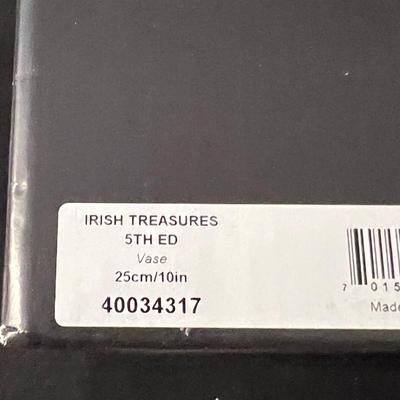 IRISH TREASURES
5TH ED
Vase
25cm/10in
40034317
7 015
Made